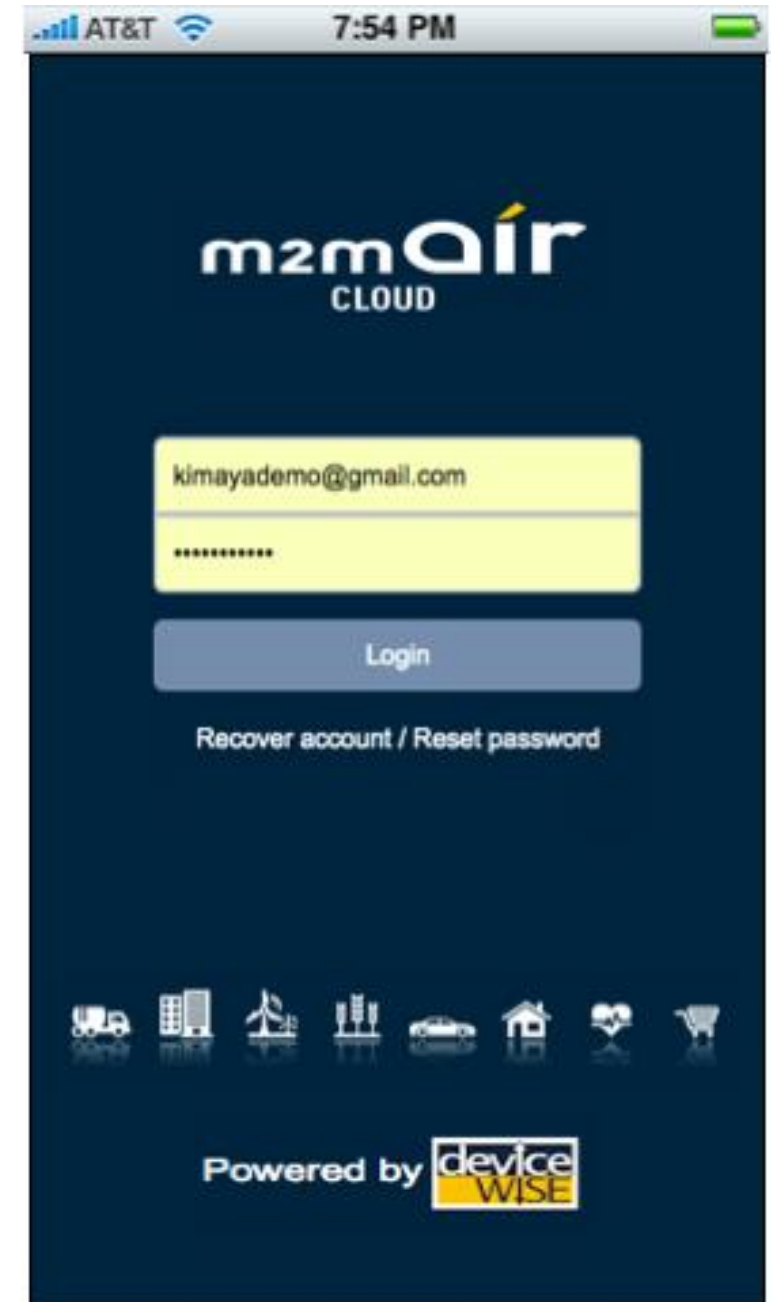 AT&T 7:54 PM
m2mair
CLOUD
kimayademo@gmail.com
•••••••••••
Login
Recover account / Reset password
Powered by device
WISE